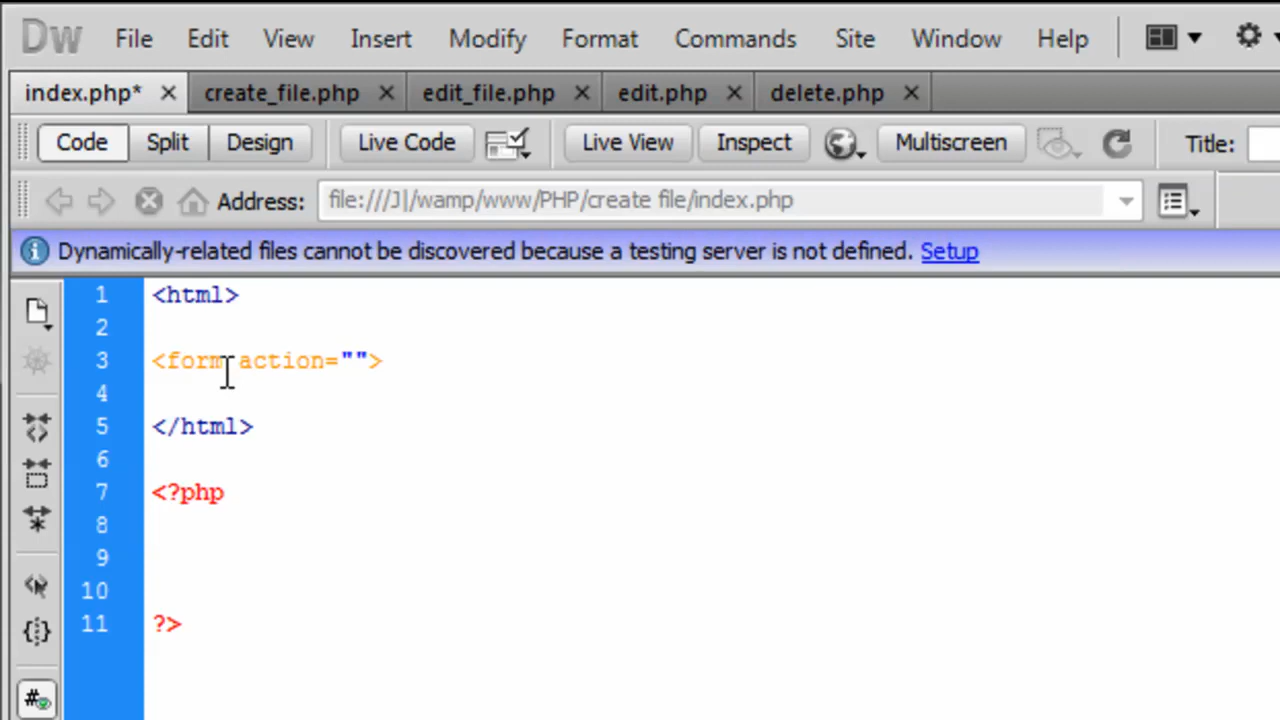 Dw File Edit View Insert Modify Format Commands Site Window Help
index.php* create_file.php edit_file.php edit.php delete.php
Code Split Design Live Code Live View Inspect Multiscreen Title:
Address: file:///J|/wamp/www/PHP/create file/index.php
Dynamically-related files cannot be discovered because a testing server is not defined. Setup
1 <html>
2
3 <form action="">
4
5 </html>
6
7 <?php
8
9
10
11 ?>